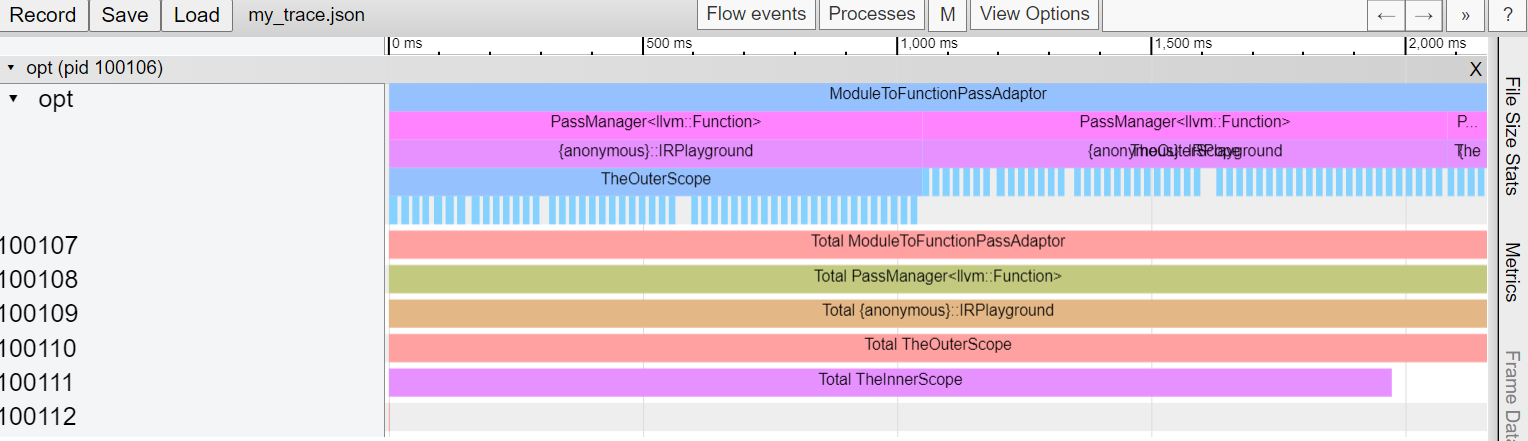 Record Save Load my_trace.json Flow events Processes M View Options ← → » ?
0 ms 500 ms 1,000 ms 1,500 ms 2,000 ms
opt (pid 100106) X
opt
ModuleToFunctionPassAdaptor
PassManager<llvm::Function> PassManager<llvm::Function> P...
{anonymous}::IRPlayground {anonymous}::IRPlayground TheOuterScope The
TheOuterScope
100107 Total ModuleToFunctionPassAdaptor
100108 Total PassManager<llvm::Function>
100109 Total {anonymous}::IRPlayground
100110 Total TheOuterScope
100111 Total TheInnerScope
100112
File Size Stats
Metrics
Frame Data